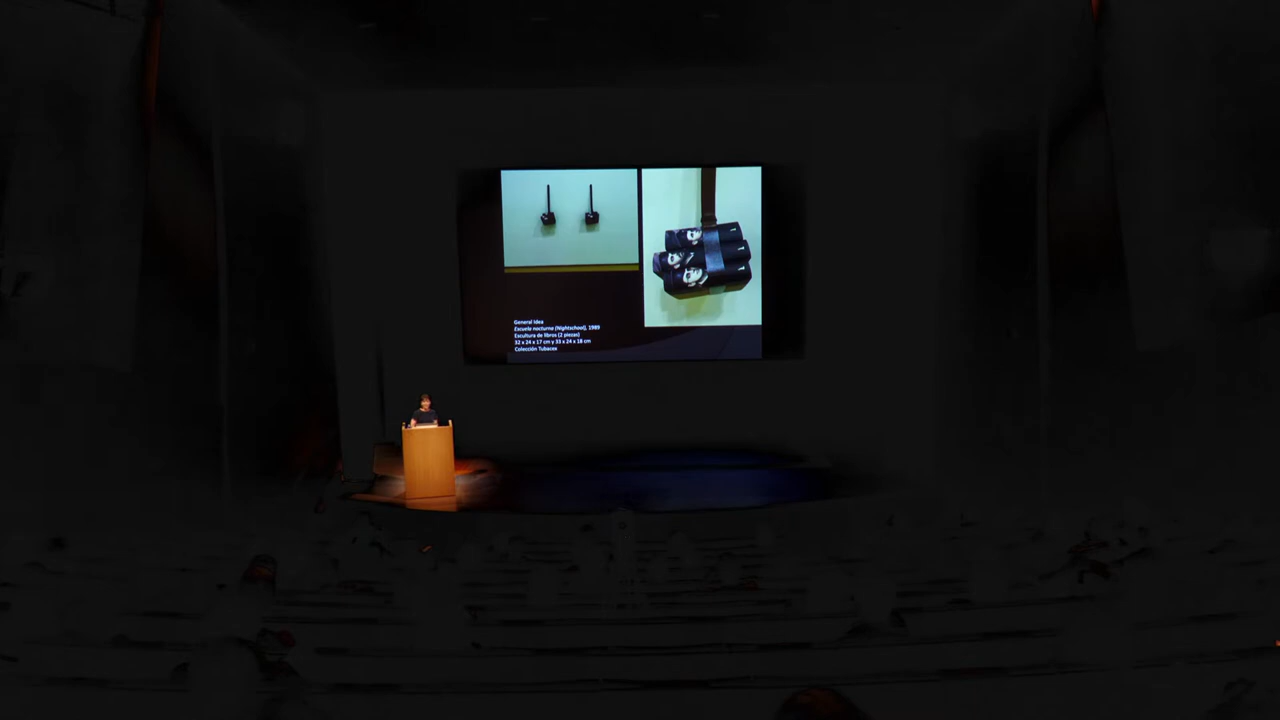 General Idea
Escuela nocturna [Nightschool], 1989
Escultura de libros (2 piezas)
32 x 24 x 17 cm y 33 x 24 x 18 cm
Colección Tubacex